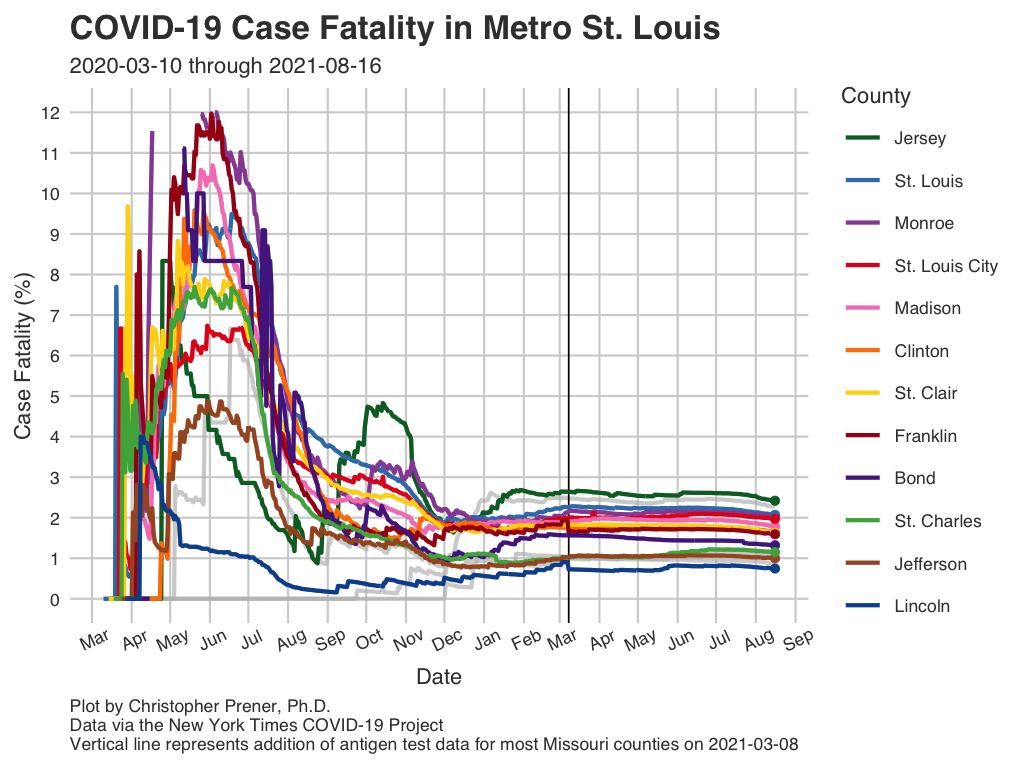 COVID-19 Case Fatality in Metro St. Louis
2020-03-10 through 2021-08-16
County
Jersey
St. Louis
Monroe
St. Louis City
Madison
Clinton
St. Clair
Franklin
Bond
St. Charles
Jefferson
Lincoln
Case Fatality (%)
12
11
10
9
8
7
6
5
4
3
2
1
0
Mar Apr May Jun Jul Aug Sep Oct Nov Dec Jan Feb Mar Apr May Jun Jul Aug Sep
Date
Plot by Christopher Prener, Ph.D.
Data via the New York Times COVID-19 Project
Vertical line represents addition of antigen test data for most Missouri counties on 2021-03-08